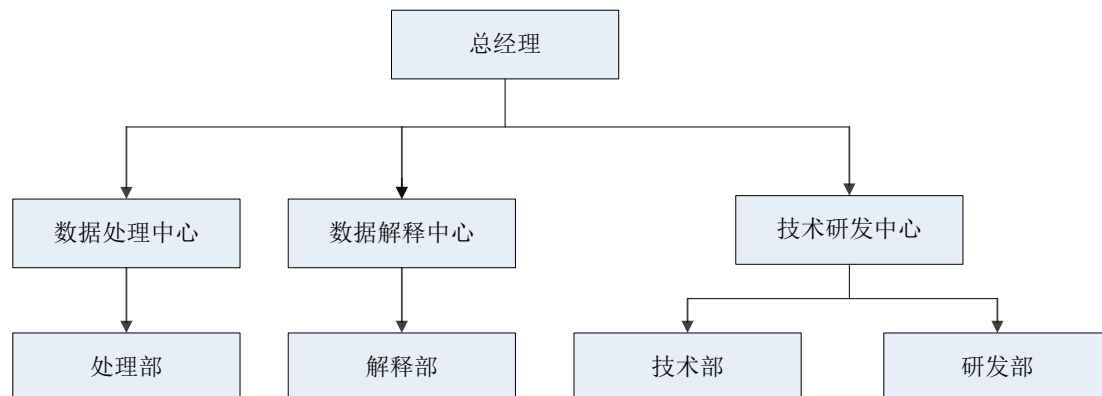 总经理
数据处理中心
数据解释中心
技术研发中心
处理部
解释部
技术部
研发部